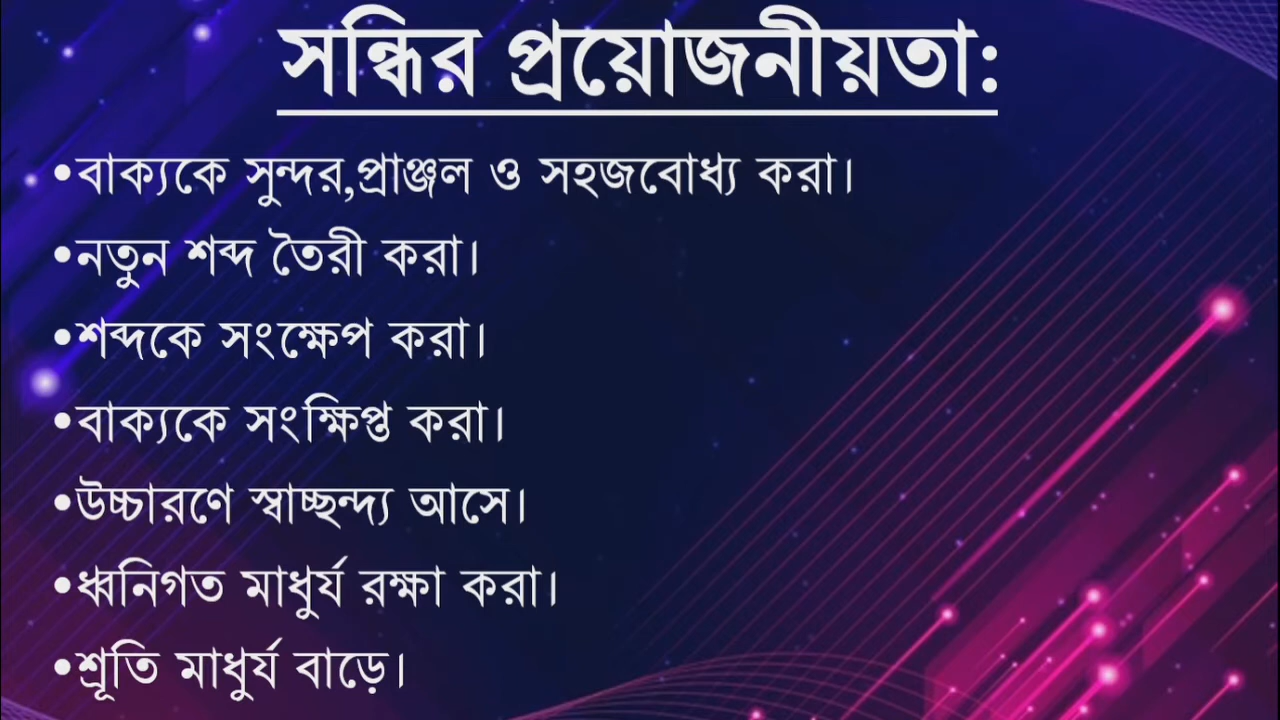 সন্ধির প্রয়োজনীয়তা:
•বাক্যকে সুন্দর,প্রাঞ্জল ও সহজবোধ্য করা।
•নতুন শব্দ তৈরী করা।
•শব্দকে সংক্ষেপ করা।
•বাক্যকে সংক্ষিপ্ত করা।
•উচ্চারণে স্বাচ্ছন্দ্য আসে।
•ধ্বনিগত মাধুর্য রক্ষা করা।
•শ্রূতি মাধুর্য বাড়ে।